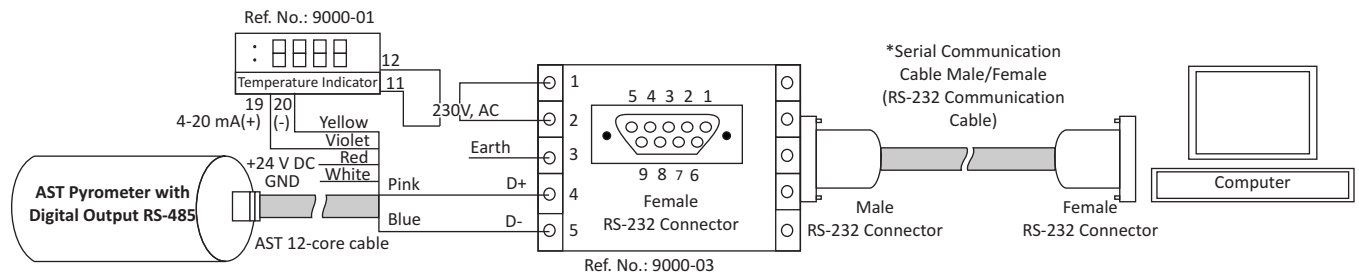 Ref. No.: 9000-01
12
Temperature Indicator
11
19 20
4-20 mA(+) (-)
Yellow
Violet
+24 V DC Red
GND White
AST Pyrometer with
Digital Output RS-485
AST 12-core cable
Pink
Blue
D+
D-
230V, AC
Earth
1
2
3
4
5
5 4 3 2 1
9 8 7 6
Female
RS-232 Connector
Ref. No.: 9000-03
*Serial Communication
Cable Male/Female
(RS-232 Communication
Cable)
Male
RS-232 Connector
Female
RS-232 Connector
Computer